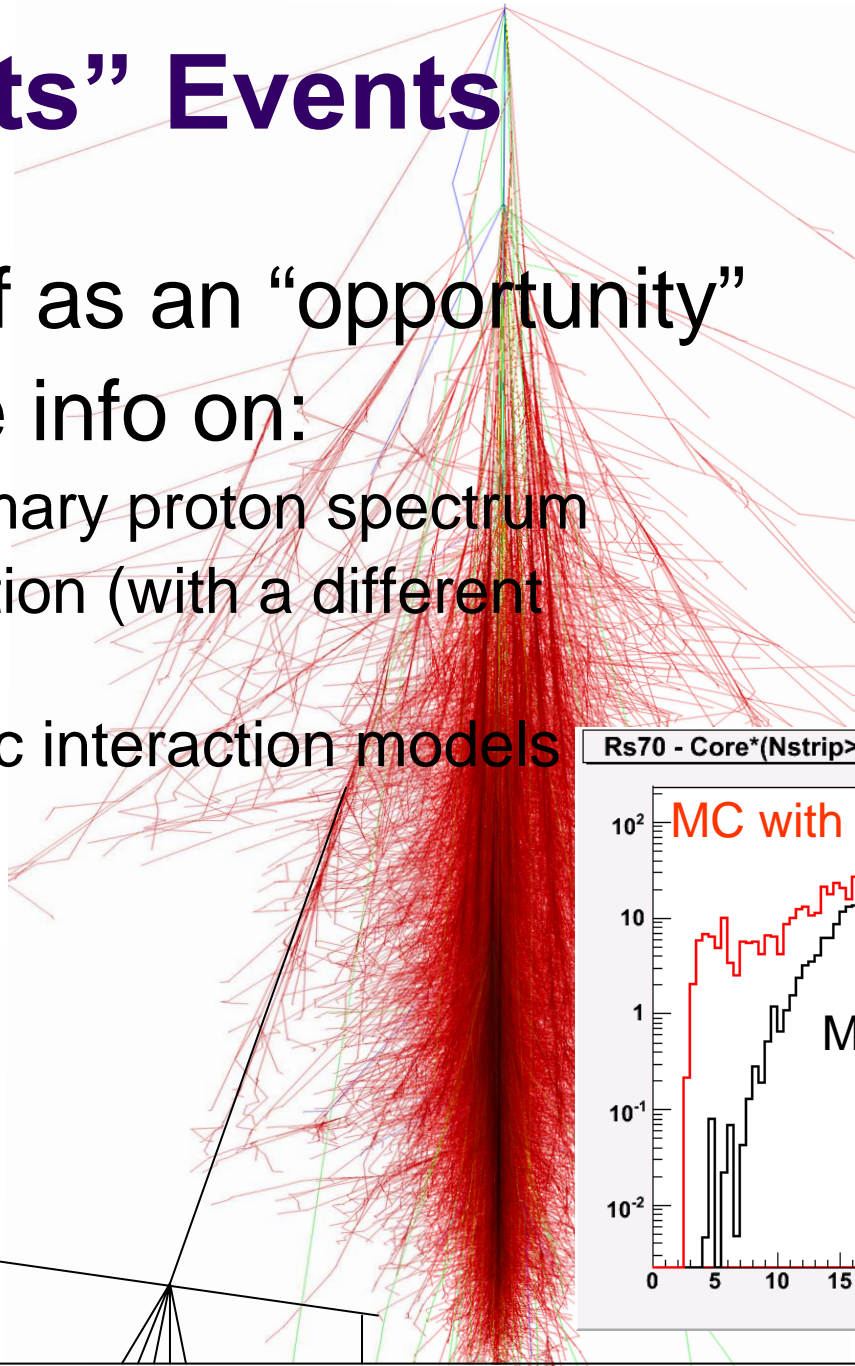 ts” Events
f as an “opportunity”
e info on:
mary proton spectrum
tion (with a different
c interaction models
Rs70 - Core*(Nstrip>
MC with
M
10²
10
1
10⁻¹
10⁻²
0 5 10 15